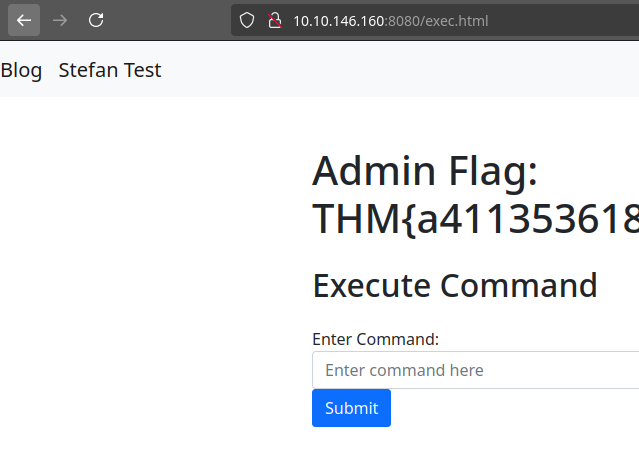 10.10.146.160:8080/exec.html
Blog Stefan Test
Admin Flag:
THM{a411353618
Execute Command
Enter Command:
Enter command here
Submit